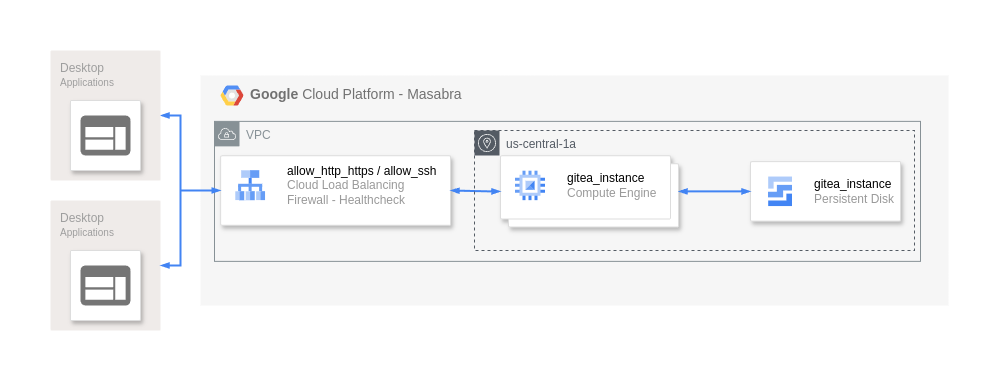 Desktop
Applications
Google Cloud Platform - Masabra
VPC
us-central-1a
allow_http_https / allow_ssh
Cloud Load Balancing
Firewall - Healthcheck
gitea_instance
Compute Engine
gitea_instance
Persistent Disk
Desktop
Applications